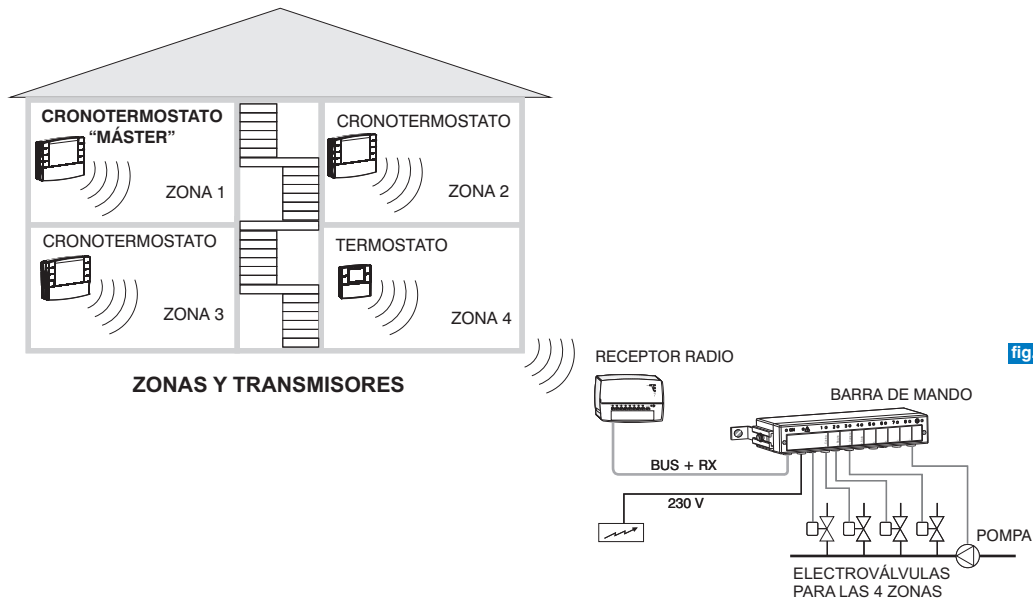 CRONOTERMOSTATO
“MÁSTER”
ZONA 1
CRONOTERMOSTATO
ZONA 2
CRONOTERMOSTATO
ZONA 3
TERMOSTATO
ZONA 4
ZONAS Y TRANSMISORES
RECEPTOR RADIO
fig.
BARRA DE MANDO
BUS + RX
230 V
POMPA
ELECTROVÁLVULAS
PARA LAS 4 ZONAS